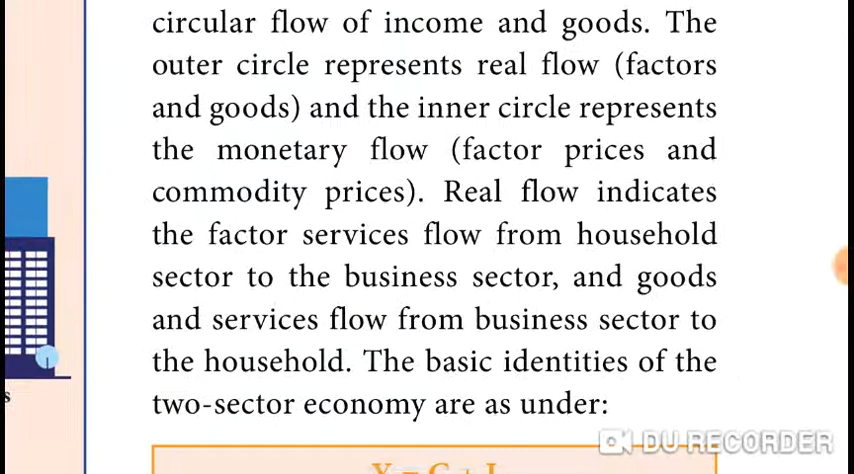 circular flow of income and goods. The
outer circle represents real flow (factors
and goods) and the inner circle represents
the monetary flow (factor prices and
commodity prices). Real flow indicates
the factor services flow from household
sector to the business sector, and goods
and services flow from business sector to
the household. The basic identities of the
two-sector economy are as under:
Y = C + I
s
DU RECORDER